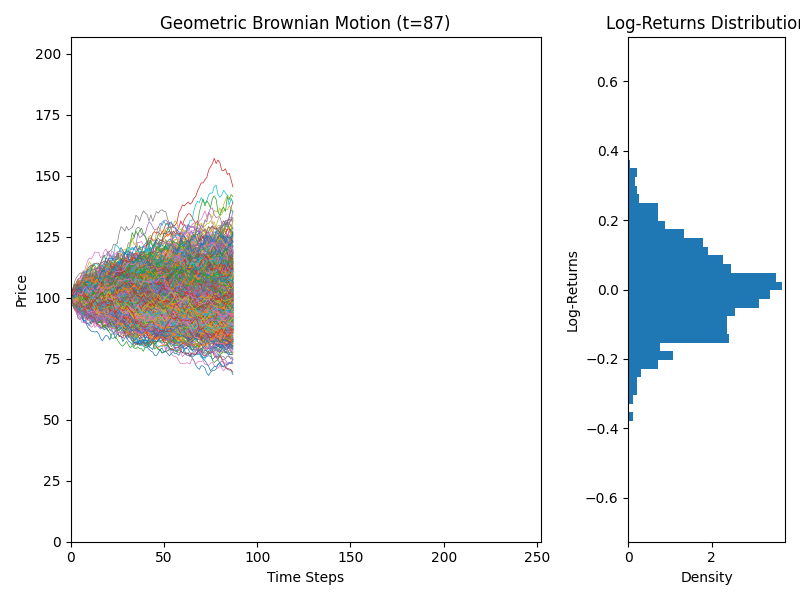 Geometric Brownian Motion (t=87)
Price
200
175
150
125
100
75
50
25
0
0 50 100 150 200 250
Time Steps
Log-Returns Distribution
Log-Returns
0.6
0.4
0.2
0.0
−0.2
−0.4
−0.6
0 2
Density